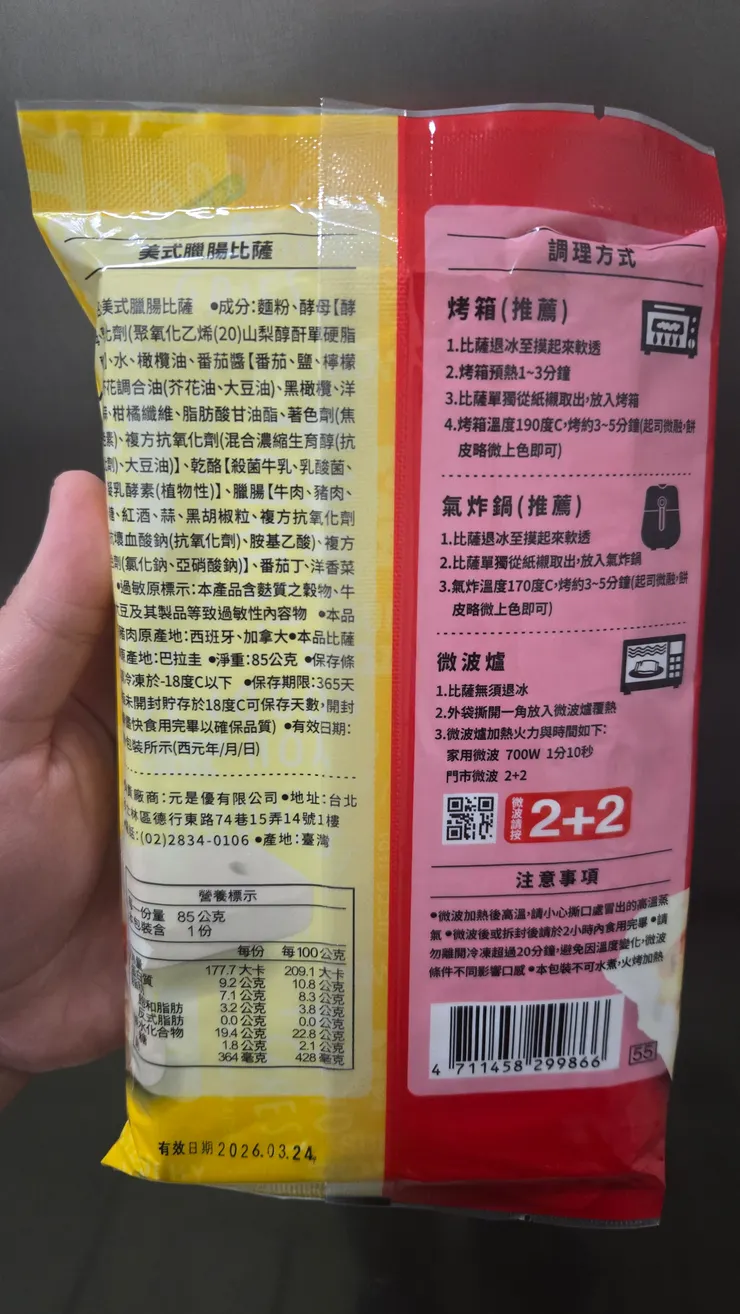 美式臘腸比薩
美式臘腸比薩 ●成分:麵粉、酵母【酵
化劑(聚氧化乙烯(20)山梨醇酐單硬脂
、水、橄欖油、番茄醬【番茄、鹽、檸檬
芥花調合油(芥花油、大豆油)、黑橄欖、洋
、柑橘纖維、脂肪酸甘油酯、著色劑(焦
素)、複方抗氧化劑(混合濃縮生育醇(抗
劑)、大豆油)】、乾酪【殺菌牛乳、乳酸菌、
凝乳酵素(植物性)】、臘腸【牛肉、豬肉、
、紅酒、蒜、黑胡椒粒、複方抗氧化劑
壞血酸鈉(抗氧化劑)、胺基乙酸)、複方
劑(氯化鈉、亞硝酸鈉)】、番茄丁、洋香菜
●過敏原標示:本產品含麩質之穀物、牛
大豆及其製品等致過敏性內容物 ●本品
豬肉原產地:西班牙、加拿大●本品比薩
產地:巴拉圭 ●淨重:85公克 ●保存條
冷凍於-18度C以下 ●保存期限:365天
未開封貯存於18度C可保存天數,開封
盡快食用完畢以確保品質) ●有效日期:
包裝所示(西元年/月/日)
廠商:元是優有限公司●地址:台北
林區德行東路74巷15弄14號1樓
:(02)2834-0106 ●產地:臺灣
營養標示
一份量 85公克
包裝含 1份
每份 每100公克
177.7大卡 209.1大卡
質 9.2公克 10.8公克
7.1公克 8.3公克
飽和脂肪 3.2公克 3.8公克
反式脂肪 0.0公克 0.0公克
水化合物 19.4公克 22.8公克
1.8公克 2.1公克
364毫克 428毫克
有效日期2026.03.24
調理方式
烤箱(推薦)
1.比薩退冰至摸起來軟透
2.烤箱預熱1~3分鐘
3.比薩單獨從紙襯取出,放入烤箱
4.烤箱溫度190度C,烤約3~5分鐘(起司微融,餅
皮略微上色即可)
氣炸鍋(推薦)
1.比薩退冰至摸起來軟透
2.比薩單獨從紙襯取出,放入氣炸鍋
3.氣炸溫度170度C,烤約3~5分鐘(起司微融,餅
皮略微上色即可)
微波爐
1.比薩無須退冰
2.外袋撕開一角放入微波爐覆熱
3.微波爐加熱火力與時間如下:
家用微波 700W 1分10秒
門市微波 2+2
微波請按
2+2
注意事項
●微波加熱後高溫,請小心撕口處冒出的高溫蒸
氣 ●微波後或拆封後請於2小時內食用完畢 ●請
勿離開冷凍超過20分鐘,避免因溫度變化,微波
條件不同影響口感 ●本包裝不可水煮,火烤加熱
4 711458 299866
55